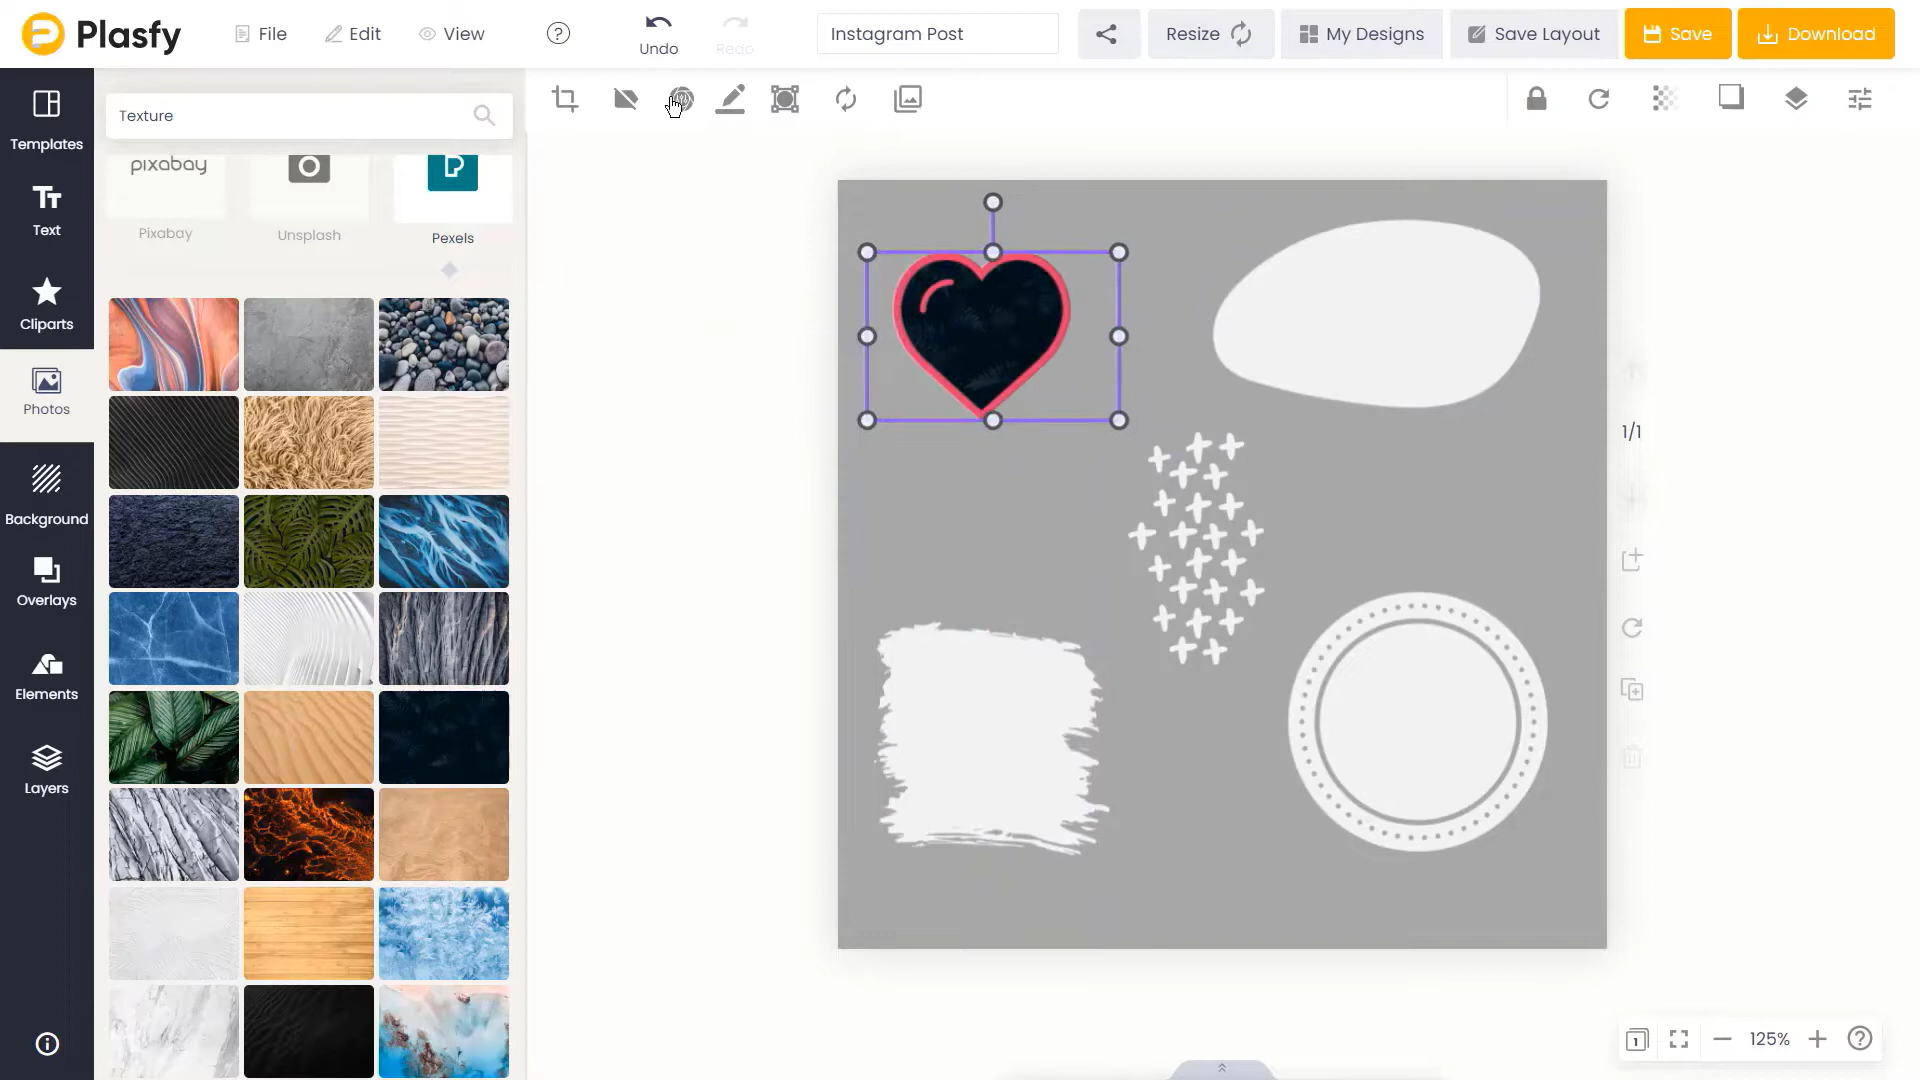 Plasfy
File
Edit
View
?
Undo
Redo
Instagram Post
Resize
My Designs
Save Layout
Save
Download
Templates
Text
Cliparts
Photos
Background
Overlays
Elements
Layers
Texture
pixabay
Pixabay
Unsplash
Pexels
1/1
1
125%
?